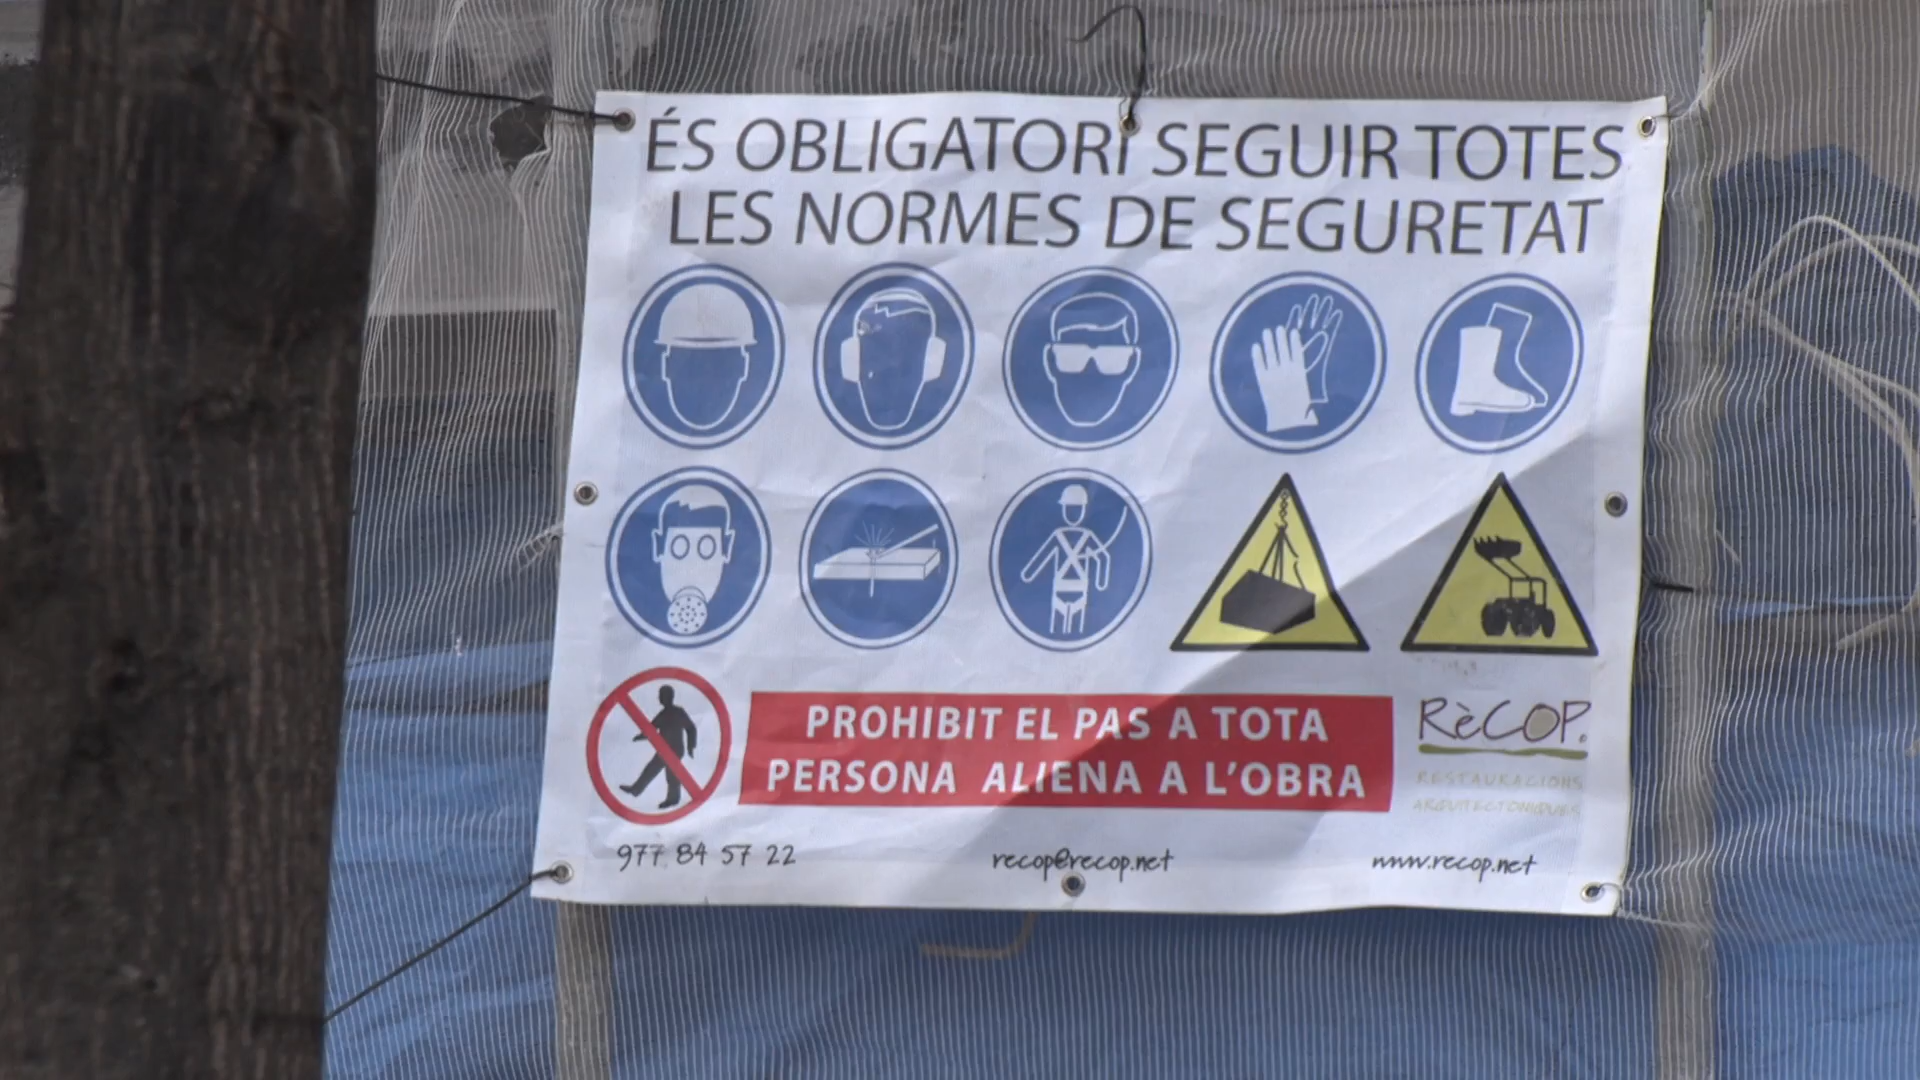 ÉS OBLIGATORI SEGUIR TOTES
LES NORMES DE SEGURETAT
PROHIBIT EL PAS A TOTA
PERSONA ALIENA A L'OBRA
RèCOP.
RESTAURACIONS
ARQUITECTÒNIQUES
977 84 57 22
recop@recop.net
www.recop.net